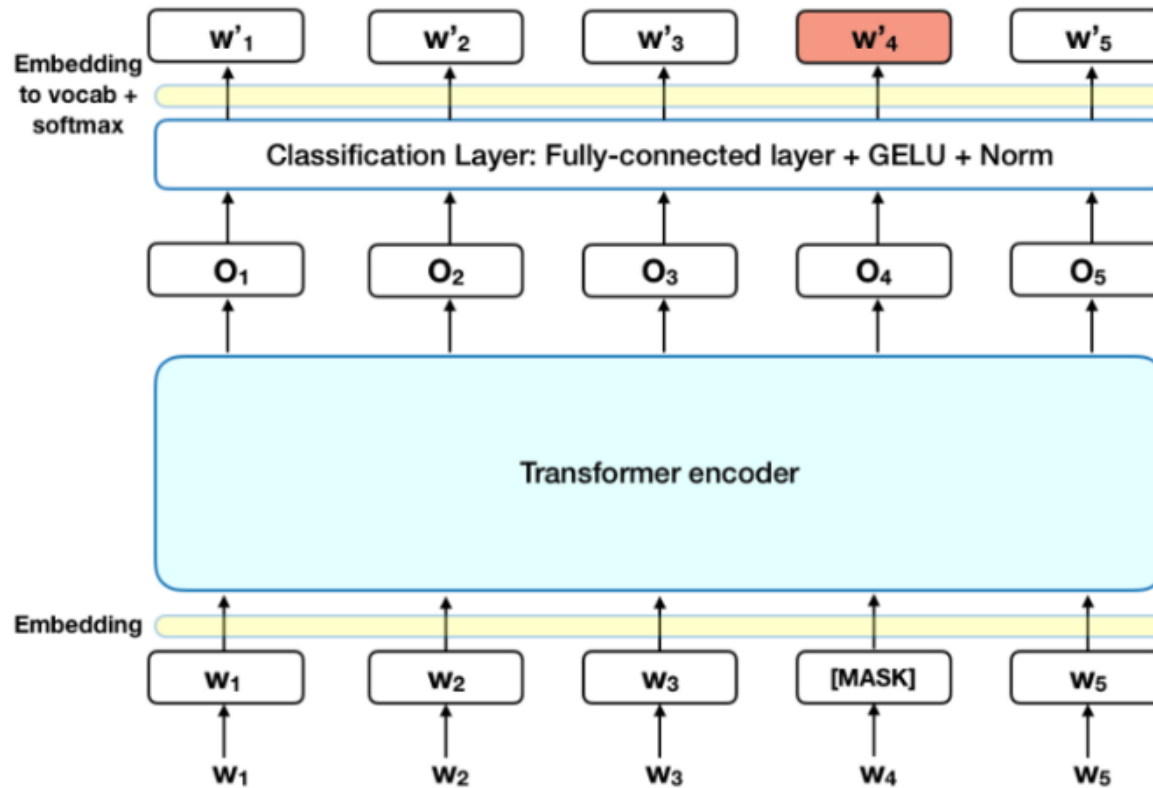 w'₁ w'₂ w'₃ w'₄ w'₅
Embedding
to vocab +
softmax
Classification Layer: Fully-connected layer + GELU + Norm
O₁ O₂ O₃ O₄ O₅
Transformer encoder
Embedding
W₁ W₂ W₃ [MASK] W₅
W₁ W₂ W₃ W₄ W₅